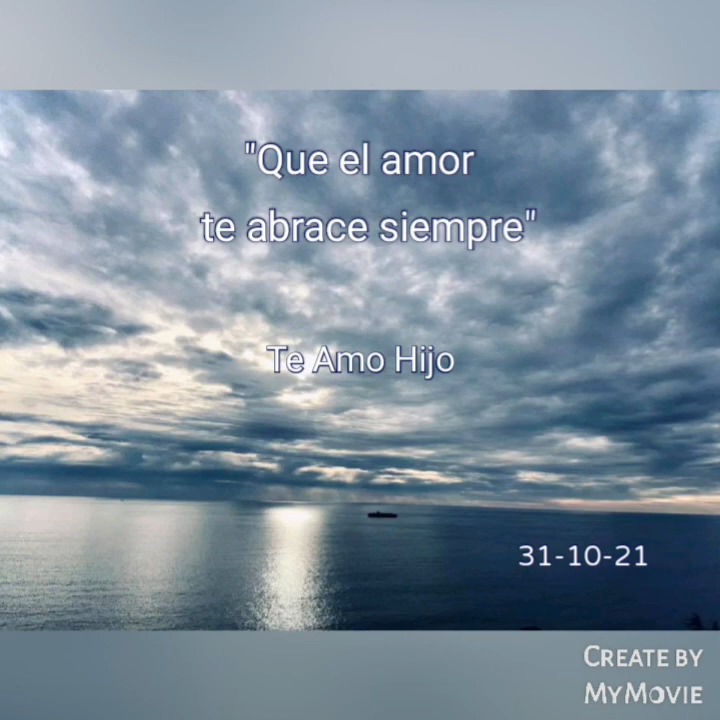 "Que el amor
te abrace siempre"
Te Amo Hijo
31-10-21
CREATE BY
MYMOVIE